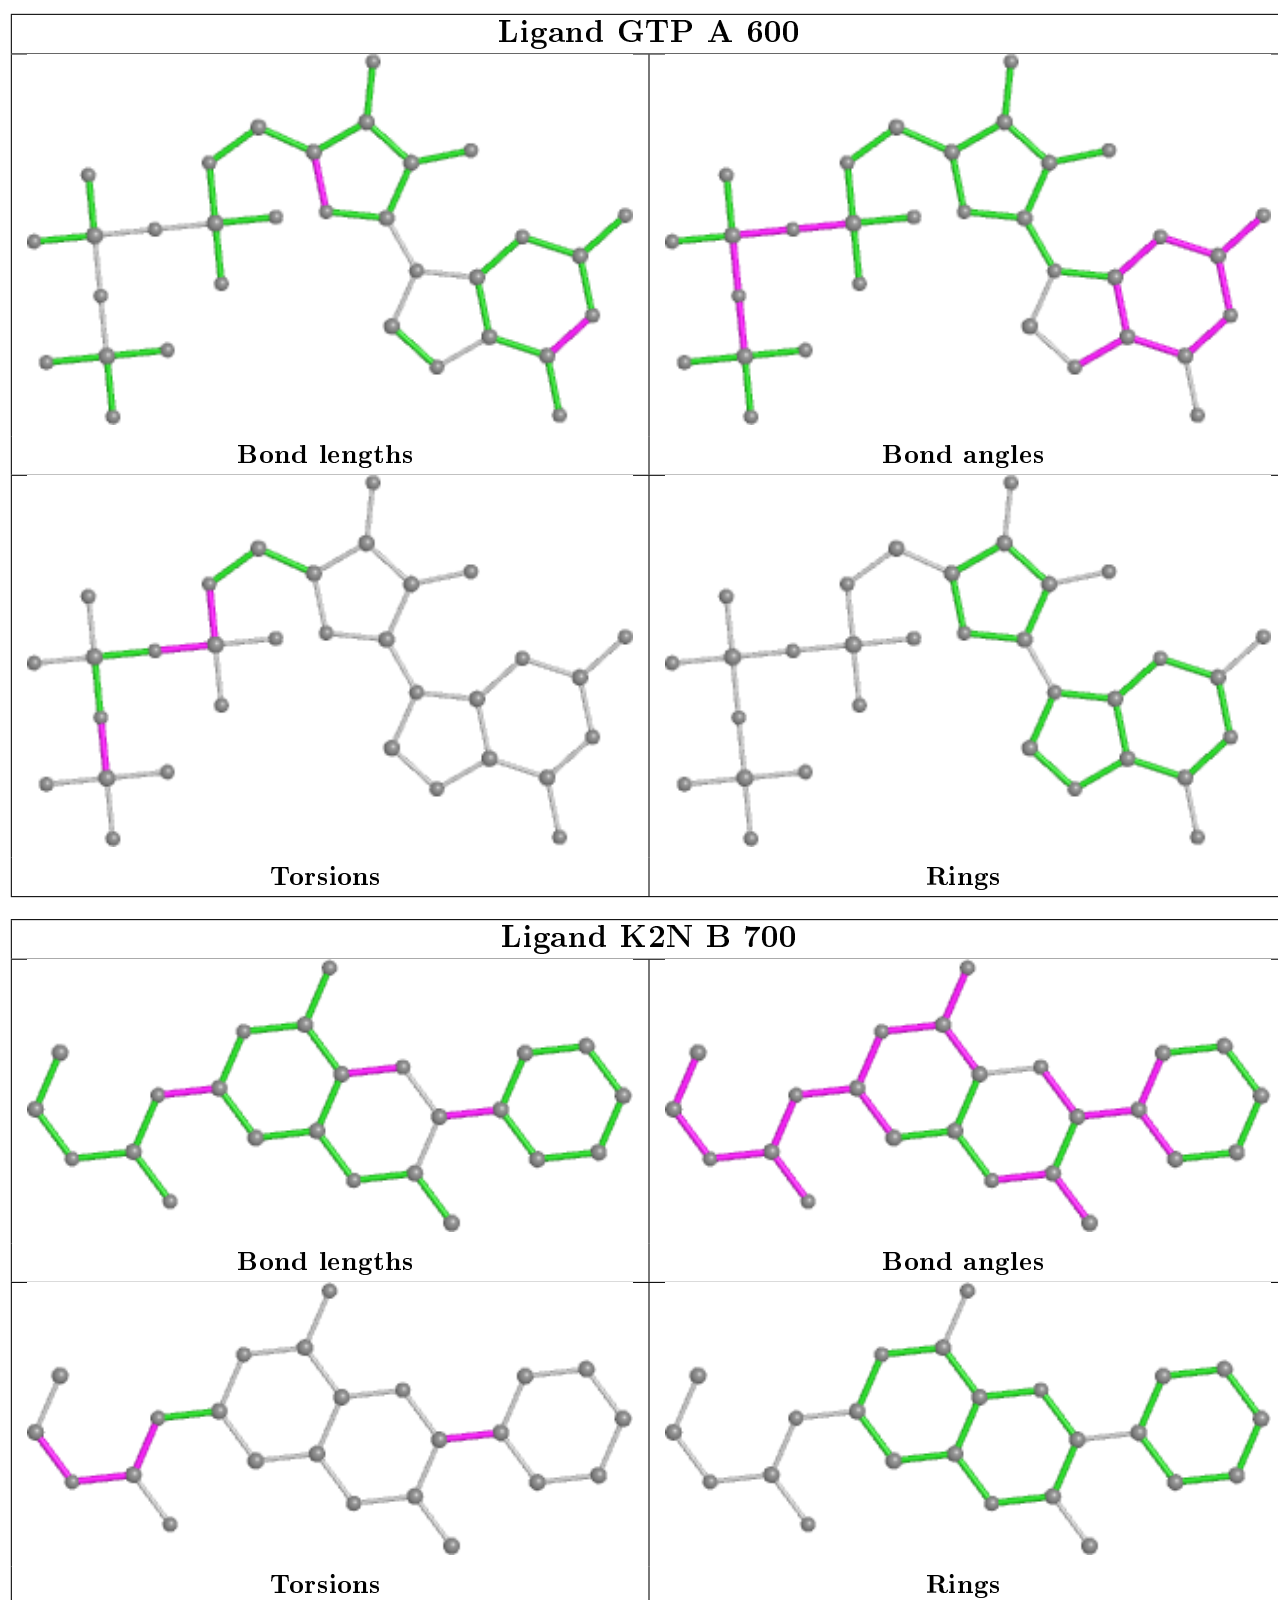 Ligand GTP A 600
Bond lengths
Bond angles
Torsions
Rings
Ligand K2N B 700
Bond lengths
Bond angles
Torsions
Rings